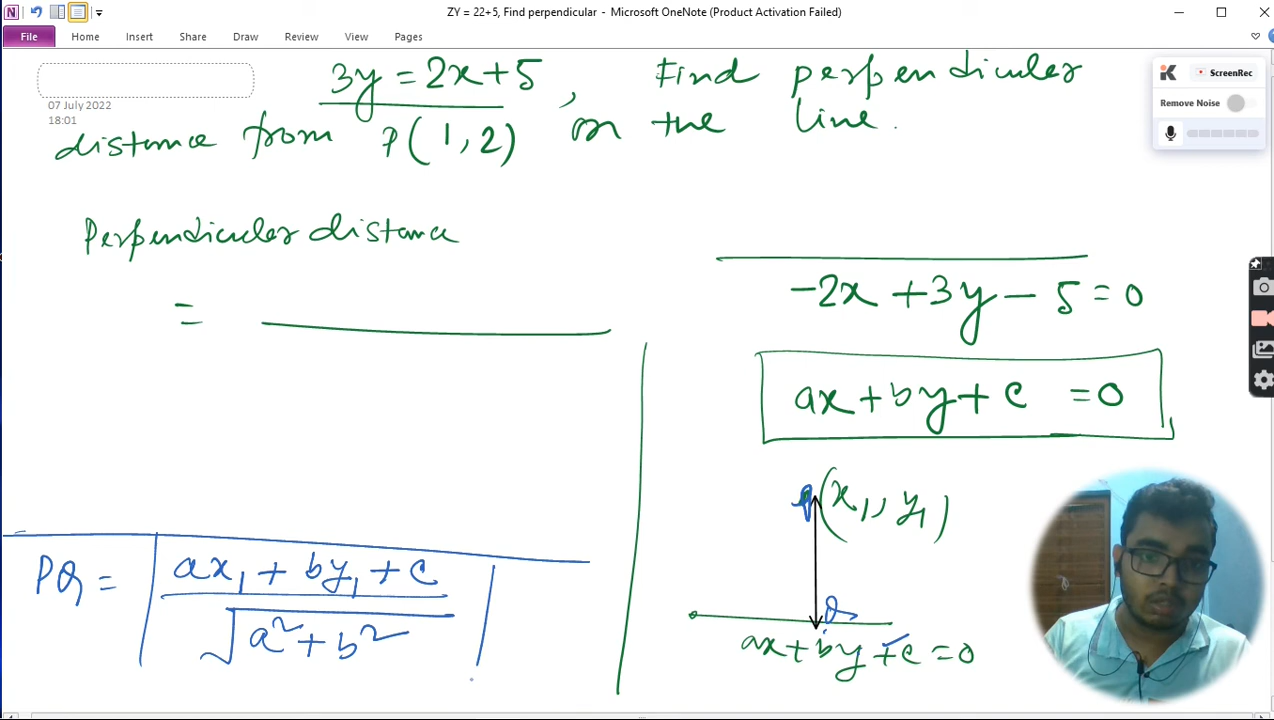 ZY = 22+5, Find perpendicular - Microsoft OneNote (Product Activation Failed)
File Home Insert Share Draw Review View Pages
ScreenRec
Remove Noise
07 July 2022
18:01
3y = 2x+5 , Find perpendicular
distance from P(1,2) on the line.
Perpendicular distance
=
-2x +3y - 5 = 0
ax+by+c = 0
P(x₁, y₁)
Q
ax+by+c = 0
PQ = | ax₁ + by₁ + c / √a²+b² |